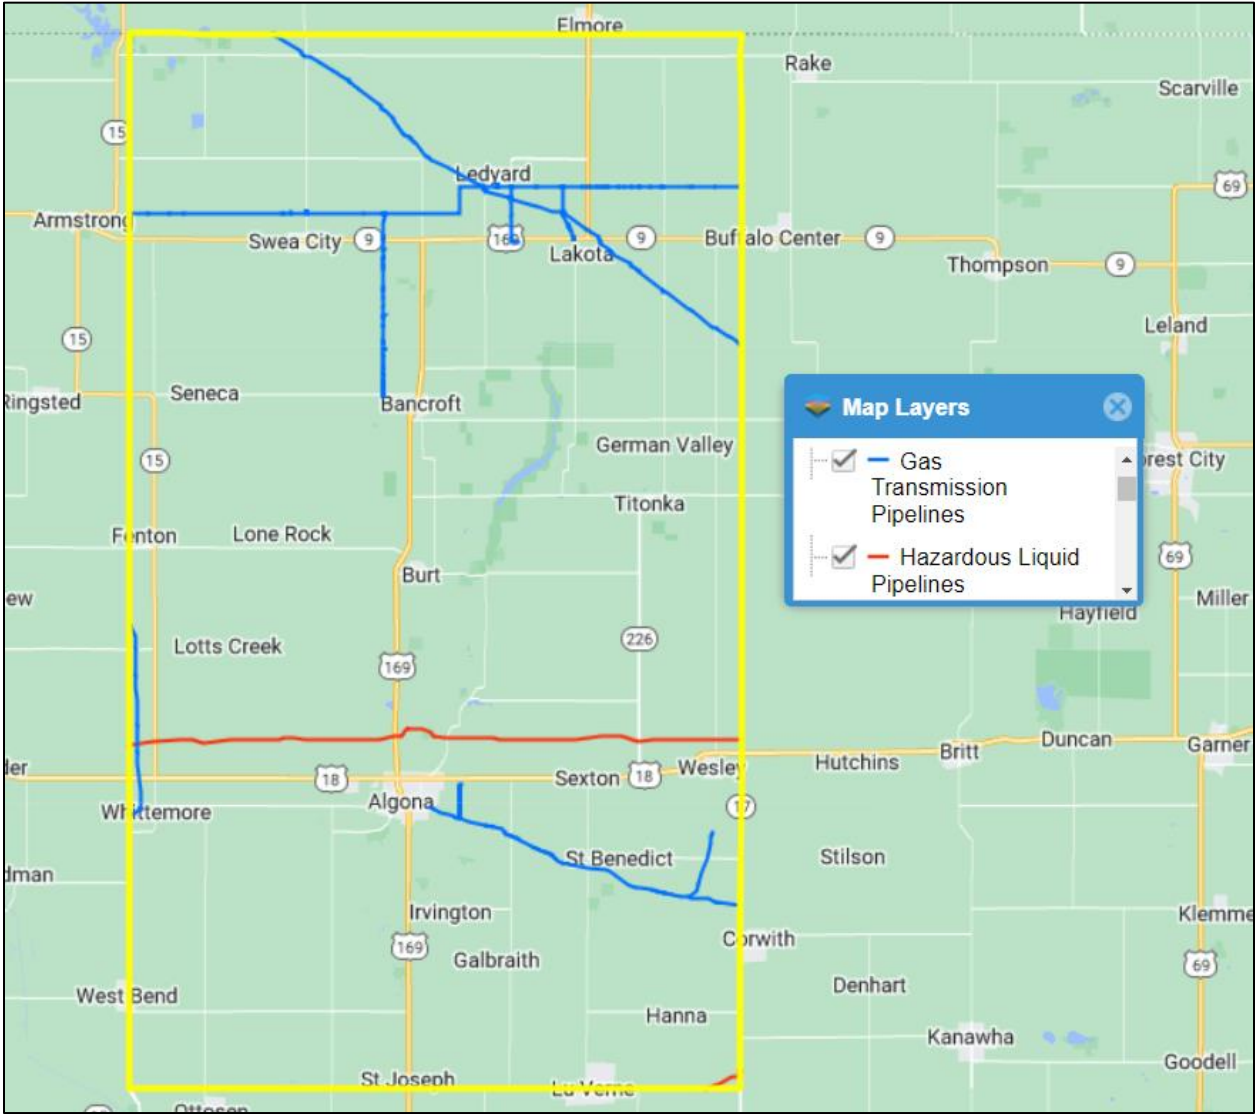 Elmore
Rake
Scarville
15
Ledyard
69
Armstrong
Swea City
9
169
9
Buffalo Center
9
Lakota
Thompson
9
15
Leland
Ringsted
Seneca
Bancroft
Map Layers
German Valley
15
Gas
Transmission
Pipelines
orest City
Titonka
Fenton
Lone Rock
Hazardous Liquid
Pipelines
69
Burt
ew
Miller
Hayfield
Lotts Creek
226
169
Duncan
Garner
Britt
Hutchins
ler
18
Sexton
18
Wesley
Algona
Whittemore
17
St Benedict
Stilson
dman
Irvington
Klemme
Corwith
169
Galbraith
69
Denhart
West Bend
Hanna
Kanawha
Goodell
St Joseph
Lu Verne
Ottosen